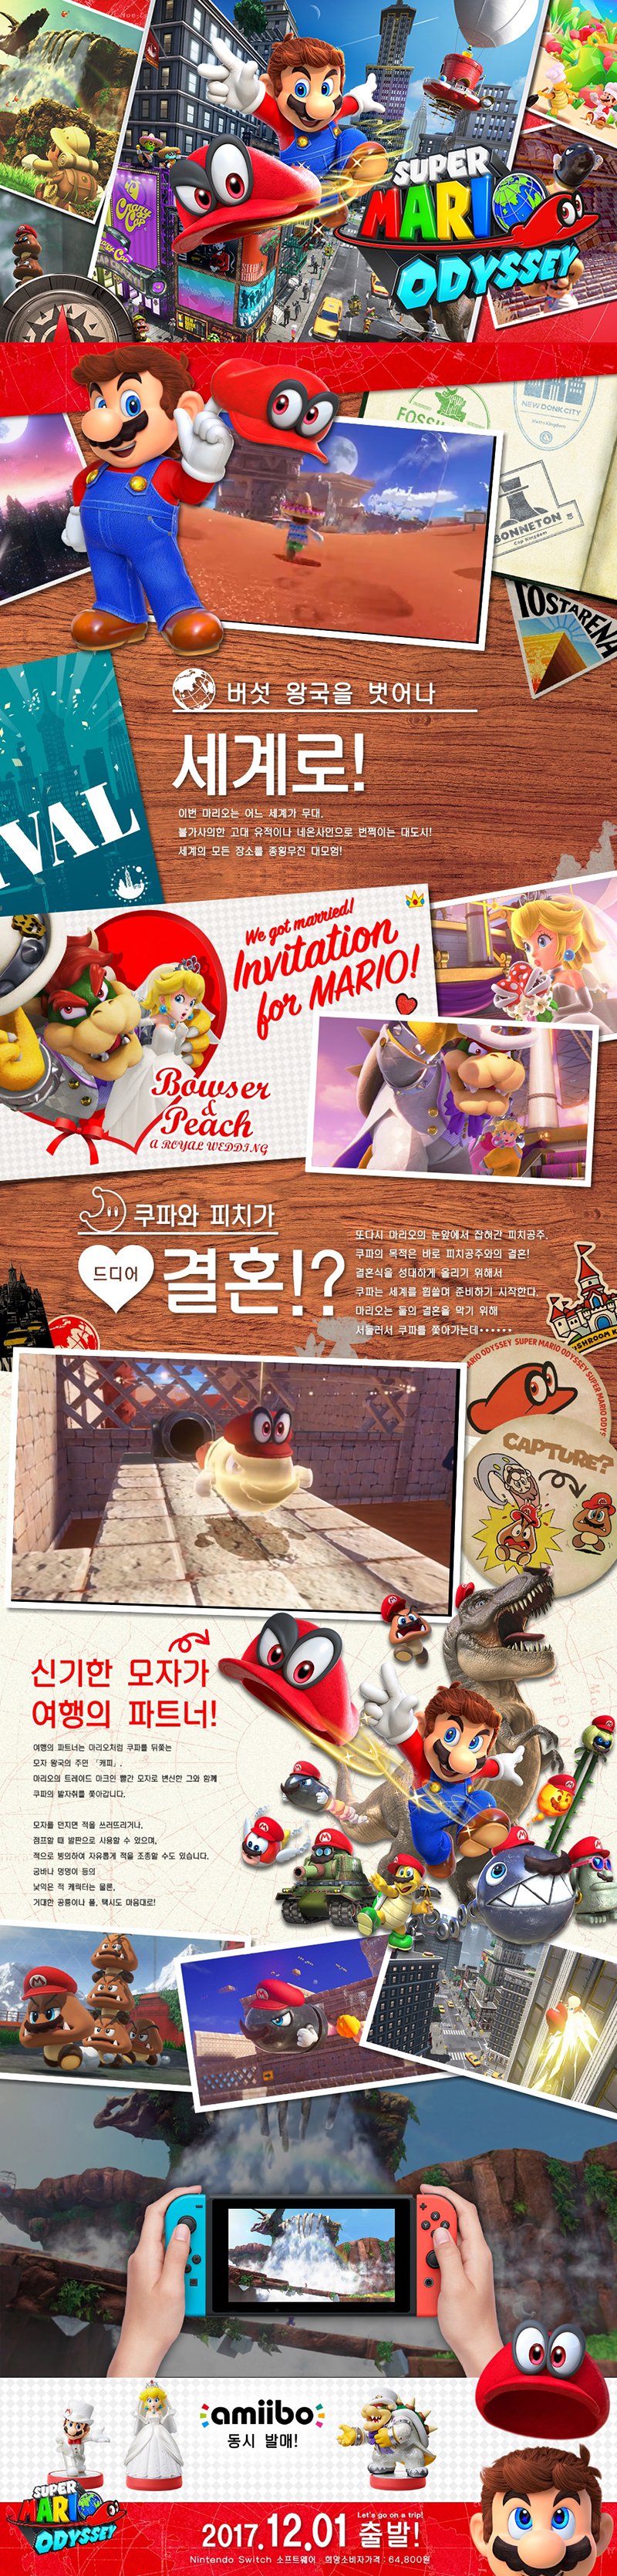 Crazy Cap
SUPER
MARIO
ODYSSEY
NEW DONK CITY
Metro Kingdom
BONNETON
Cap Kingdom
TOSTARENA
버섯 왕국을 벗어나
세계로!
이번 마리오는 어느 세계가 무대.
불가사의한 고대 유적이나 네온사인으로 번쩍이는 대도시!
세계의 모든 장소를 종횡무진 대모험!
IVAL
We got married!
Invitation
for MARIO!
Bowser
&
Peach
A ROYAL WEDDING
쿠파와 피치가
드디어
결혼!?
또다시 마리오의 눈앞에서 잡혀간 피치공주.
쿠파의 목적은 바로 피치공주와의 결혼!
결혼식을 성대하게 올리기 위해서
쿠파는 세계를 휩쓸며 준비하기 시작한다.
마리오는 둘의 결혼을 막기 위해
서둘러서 쿠파를 쫓아가는데······
SHROOM K
MARIO ODYSSEY SUPER MARIO ODYSSEY SUPER MARIO ODYS
CAPTURE?
신기한 모자가
여행의 파트너!
여행의 파트너는 마리오처럼 쿠파를 뒤쫓는
모자 왕국의 주민 「캐피」.
마리오의 트레이드 마크인 빨간 모자로 변신한 그와 함께
쿠파의 발자취를 쫓아갑니다.
모자를 던지면 적을 쓰러뜨리거나,
점프할 때 발판으로 사용할 수 있으며,
적으로 빙의하여 자유롭게 적을 조종할 수도 있습니다.
굼바나 멍멍이 등의
낯익은 적 캐릭터는 물론,
거대한 공룡이나 풀, 택시도 마음대로!
amiibo
동시 발매!
SUPER
MARIO
ODYSSEY
Let's go on a trip!
2017.12.01 출발!
Nintendo Switch 소프트웨어 · 희망소비자가격 : 64,800원